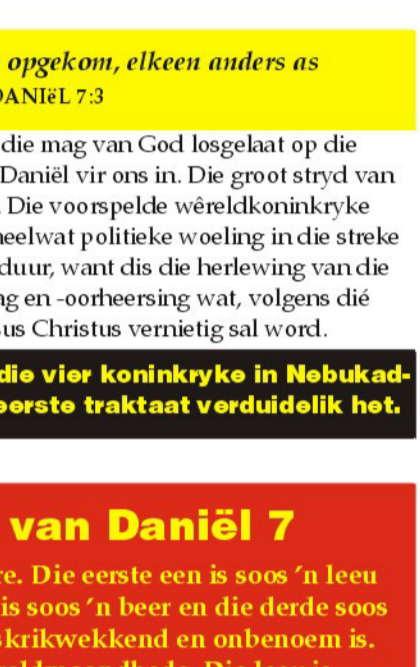 opgekom, elkeen anders as
DANIëL 7:3
die mag van God losgelaat op die
Daniël vir ons in. Die groot stryd van
. Die voorspelde wêreldkoninkryke
heelwat politieke woeling in die streke
duur, want dis die herlewing van die
ag en -oorheersing wat, volgens dié
us Christus vernietig sal word.
die vier koninkryke in Nebukad-
eerste traktaat verduidelik het.
van Daniël 7
re. Die eerste een is soos ’n leeu
is soos ’n beer en die derde soos
skrikwekkend en onbenoem is.